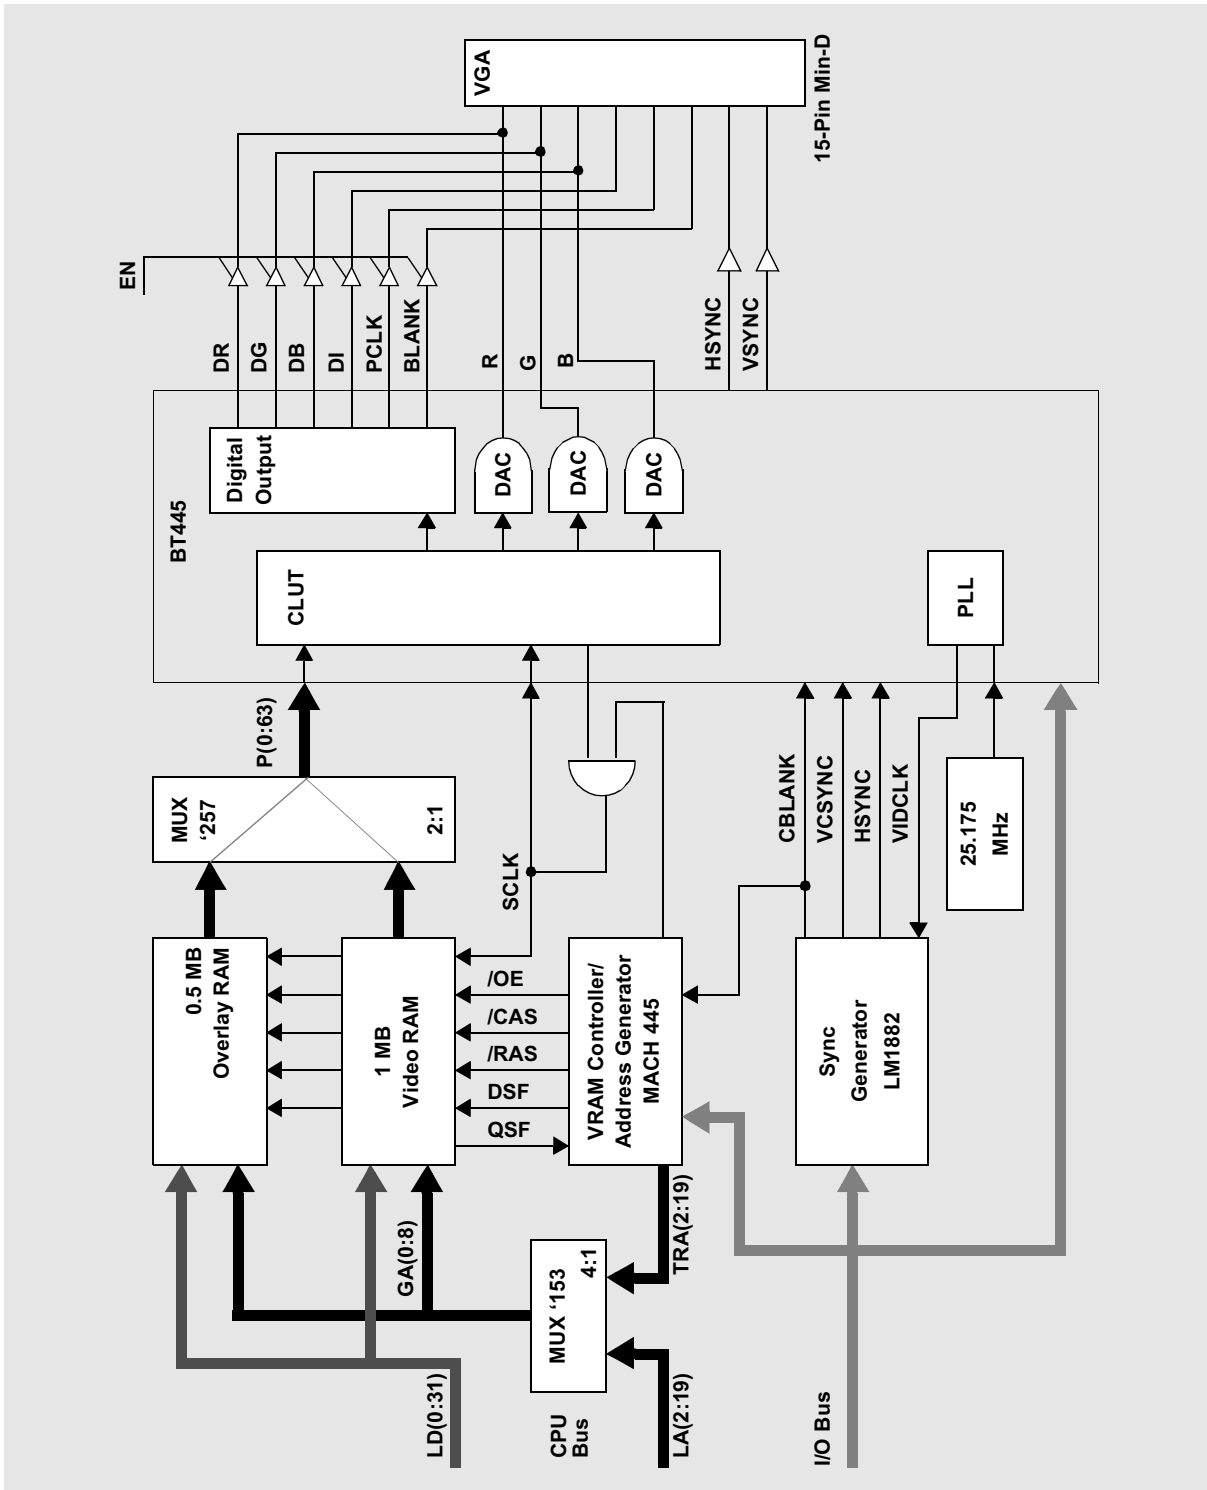 VGA
15-Pin Min-D
EN
DR
DG
DB
DI
PCLK
BLANK
R
G
B
HSYNC
VSYNC
BT445
Digital
Output
DAC
DAC
DAC
CLUT
PLL
P(0:63)
MUX
‘257
2:1
SCLK
CBLANK
VCSYNC
HSYNC
VIDCLK
25.175
MHz
0.5 MB
Overlay RAM
1 MB
Video RAM
/OE
/CAS
/RAS
DSF
QSF
VRAM Controller/
Address Generator
MACH 445
Sync
Generator
LM1882
GA(0:8)
TRA(2:19)
MUX ‘153
4:1
LD(0:31)
CPU
Bus
LA(2:19)
I/O Bus